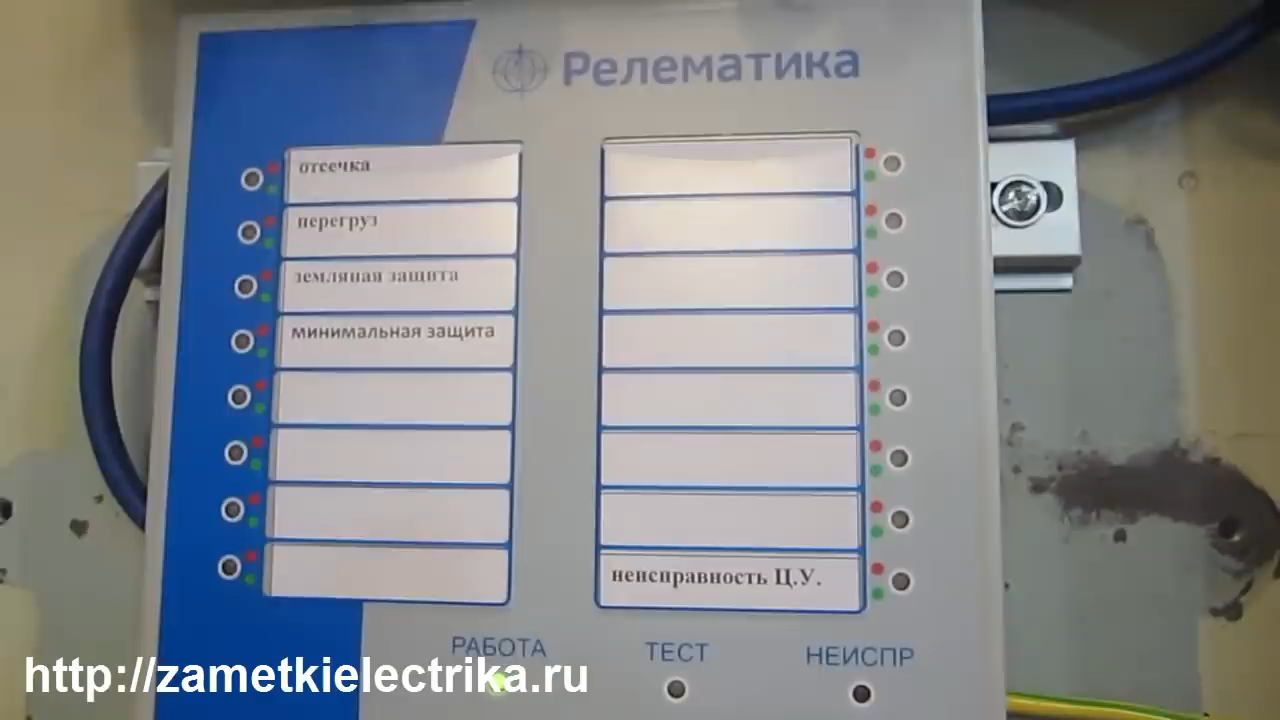 Релематика
отсечка
перегруз
земляная защита
минимальная защита
неисправность Ц.У.
РАБОТА
ТЕСТ
НЕИСПР
http://zametkielectrika.ru